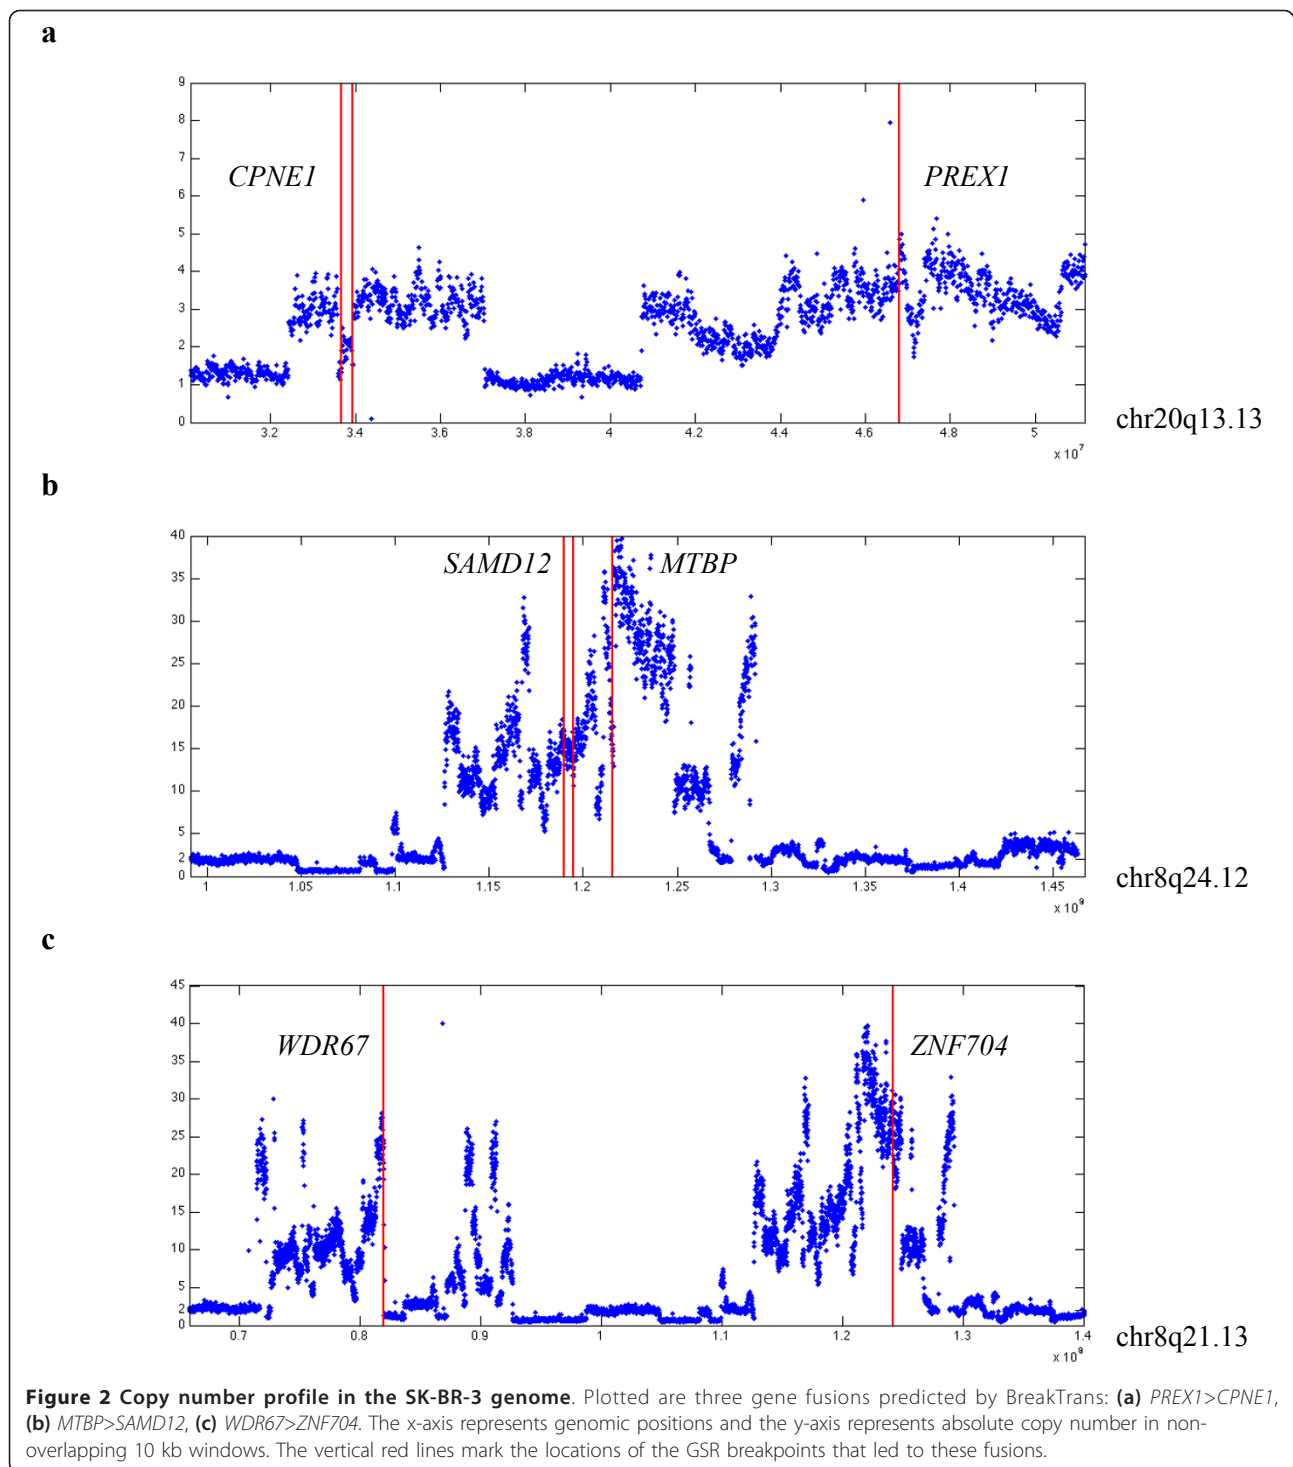 a
9
8
7
6
5
4
3
2
1
0
CPNE1
PREX1
3.2 3.4 3.6 3.8 4 4.2 4.4 4.6 4.8 5
x 10⁷
chr20q13.13
b
40
35
30
25
20
15
10
5
2
0
SAMD12
MTBP
1 1.05 1.1 1.15 1.2 1.25 1.3 1.35 1.4 1.45
x 10⁸
chr8q24.12
c
45
40
35
30
25
20
15
10
5
2
0
WDR67
ZNF704
0.7 0.8 0.9 1 1.1 1.2 1.3 1.4
x 10⁸
chr8q21.13
Figure 2 Copy number profile in the SK-BR-3 genome. Plotted are three gene fusions predicted by BreakTrans: (a) PREX1>CPNE1,
(b) MTBP>SAMD12, (c) WDR67>ZNF704. The x-axis represents genomic positions and the y-axis represents absolute copy number in non-
overlapping 10 kb windows. The vertical red lines mark the locations of the GSR breakpoints that led to these fusions.